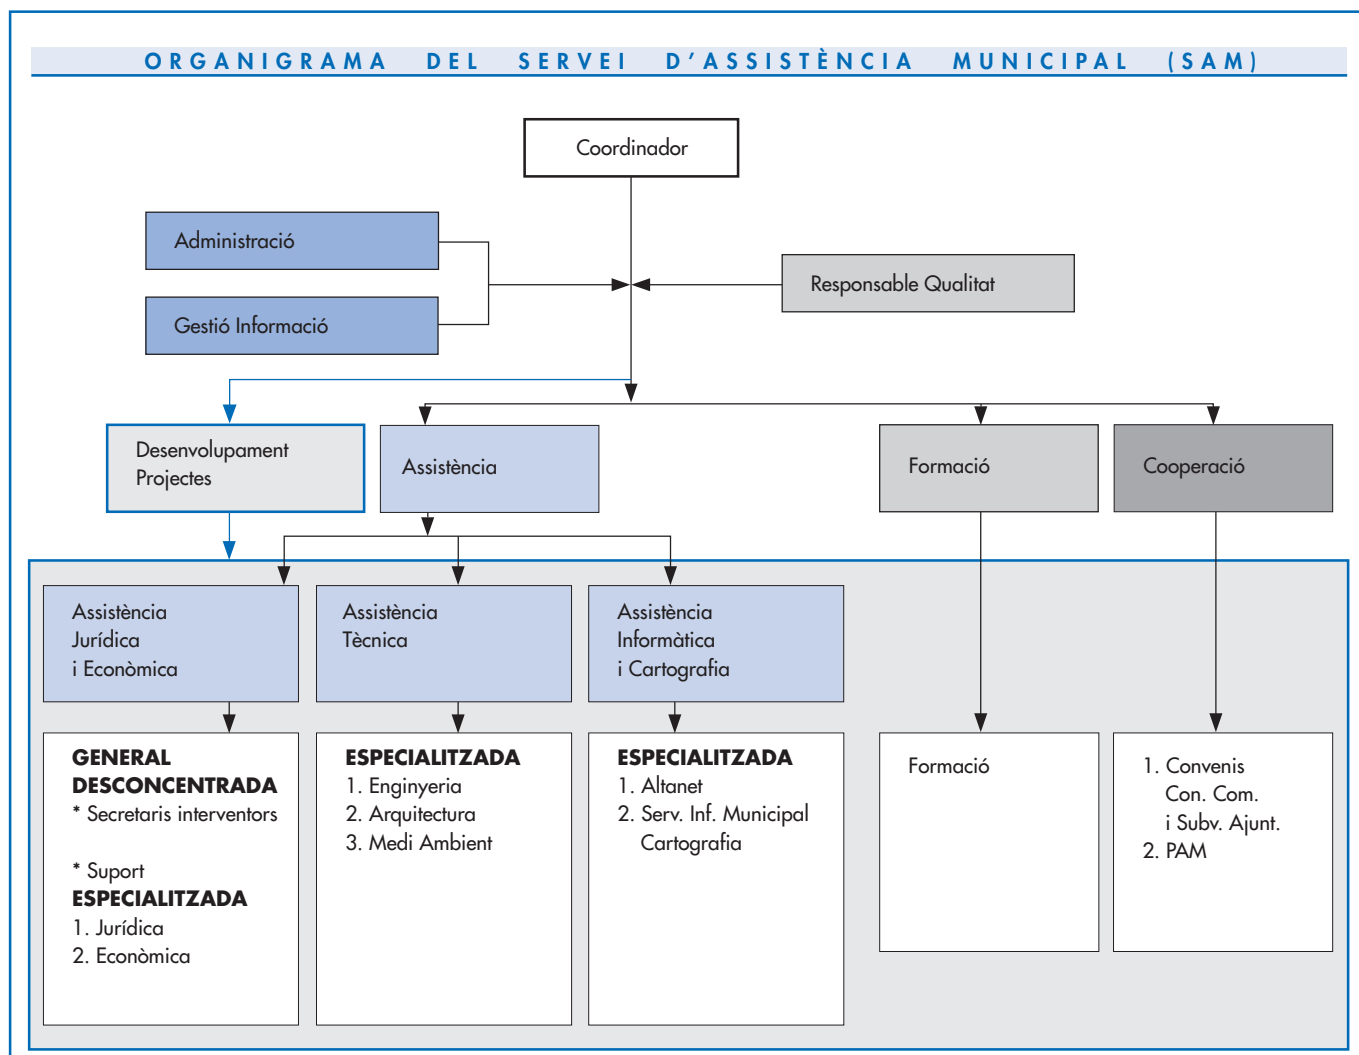 ORGANIGRAMA DEL SERVEI D'ASSISTÈNCIA MUNICIPAL (SAM)
Coordinador
Administració
Gestió Informació
Responsable Qualitat
Desenvolupament
Projectes
Assistència
Formació
Cooperació
Assistència
Jurídica
i Econòmica
Assistència
Tècnica
Assistència
Informàtica
i Cartografia
GENERAL
DESCONCENTRADA
* Secretaris interventors
* Suport
ESPECIALITZADA
1. Jurídica
2. Econòmica
ESPECIALITZADA
1. Enginyeria
2. Arquitectura
3. Medi Ambient
ESPECIALITZADA
1. Altanet
2. Serv. Inf. Municipal
Cartografia
Formació
1. Convenis
Con. Com.
i Subv. Ajunt.
2. PAM